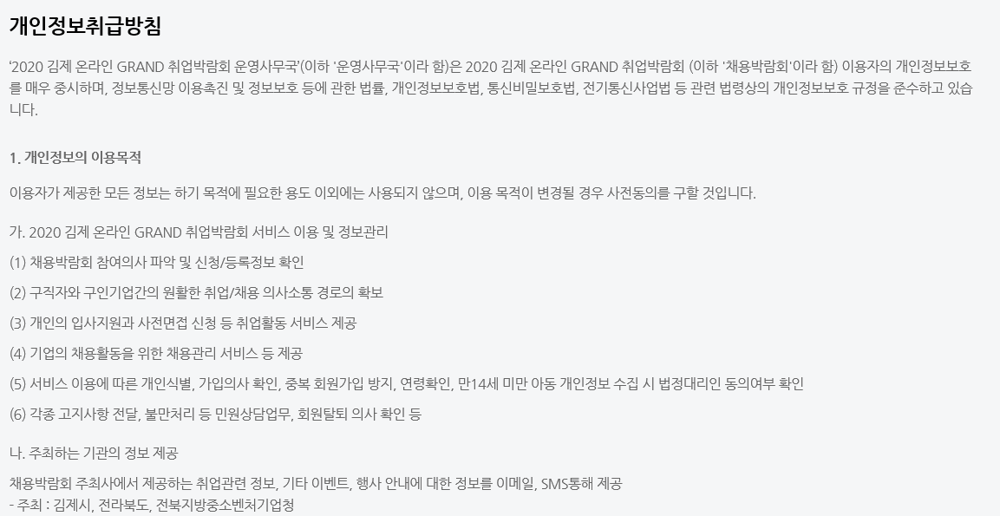 개인정보취급방침
‘2020 김제 온라인 GRAND 취업박람회 운영사무국’(이하 '운영사무국'이라 함)은 2020 김제 온라인 GRAND 취업박람회 (이하 '채용박람회'이라 함) 이용자의 개인정보보호
를 매우 중시하며, 정보통신망 이용촉진 및 정보보호 등에 관한 법률, 개인정보보호법, 통신비밀보호법, 전기통신사업법 등 관련 법령상의 개인정보보호 규정을 준수하고 있습
니다.
1. 개인정보의 이용목적
이용자가 제공한 모든 정보는 하기 목적에 필요한 용도 이외에는 사용되지 않으며, 이용 목적이 변경될 경우 사전동의를 구할 것입니다.
가. 2020 김제 온라인 GRAND 취업박람회 서비스 이용 및 정보관리
(1) 채용박람회 참여의사 파악 및 신청/등록정보 확인
(2) 구직자와 구인기업간의 원활한 취업/채용 의사소통 경로의 확보
(3) 개인의 입사지원과 사전면접 신청 등 취업활동 서비스 제공
(4) 기업의 채용활동을 위한 채용관리 서비스 등 제공
(5) 서비스 이용에 따른 개인식별, 가입의사 확인, 중복 회원가입 방지, 연령확인, 만14세 미만 아동 개인정보 수집 시 법정대리인 동의여부 확인
(6) 각종 고지사항 전달, 불만처리 등 민원상담업무, 회원탈퇴 의사 확인 등
나. 주최하는 기관의 정보 제공
채용박람회 주최사에서 제공하는 취업관련 정보, 기타 이벤트, 행사 안내에 대한 정보를 이메일, SMS통해 제공
- 주최 : 김제시, 전라북도, 전북지방중소벤처기업청